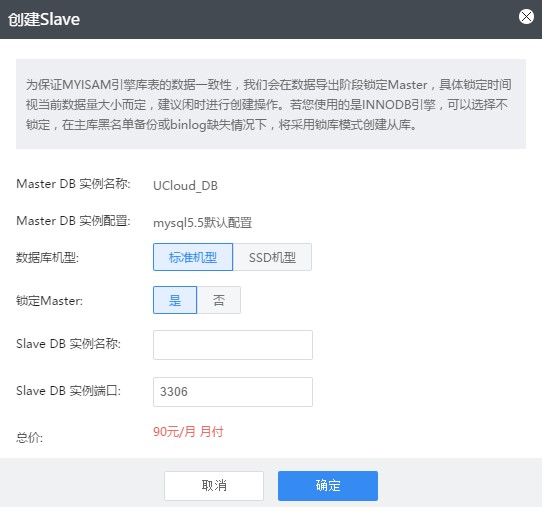 创建Slave
为保证MYISAM引擎库表的数据一致性，我们会在数据导出阶段锁定Master，具体锁定时间
视当前数据量大小而定，建议闲时进行创建操作。若您使用的是INNODB引擎，可以选择不
锁定，在主库黑名单备份或binlog缺失情况下，将采用锁库模式创建从库。
Master DB 实例名称: UCloud_DB
Master DB 实例配置: mysql5.5默认配置
数据库机型: 标准机型 SSD机型
锁定Master: 是 否
Slave DB 实例名称:
Slave DB 实例端口: 3306
总价: 90元/月 月付
取消 确定